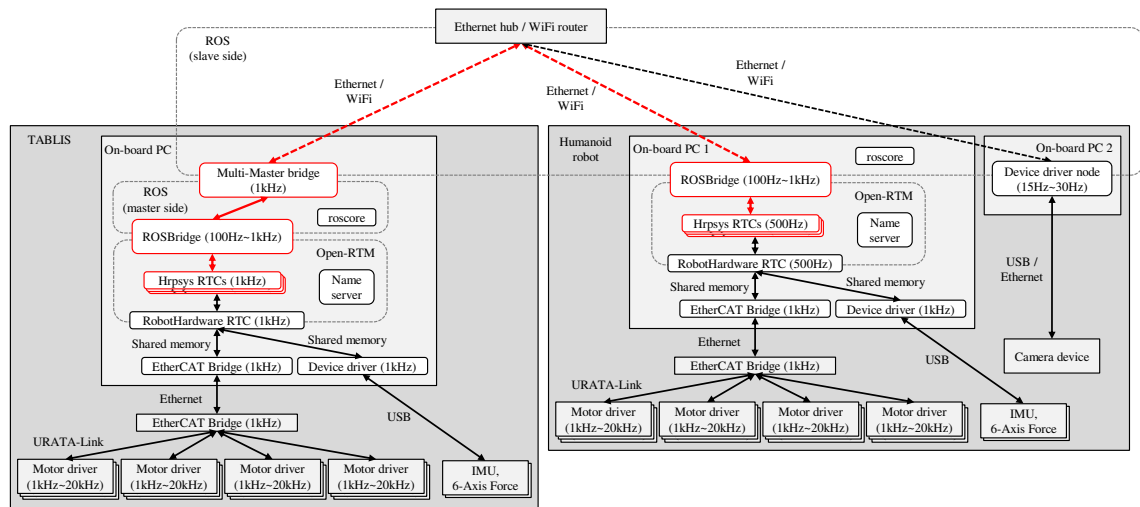 Ethernet hub / WiFi router
ROS
(slave side)
Ethernet /
WiFi
Ethernet /
WiFi
Ethernet /
WiFi
TABLIS
On-board PC
Multi-Master bridge
(1kHz)
ROS
(master side)
roscore
ROSBridge (100Hz~1kHz)
Open-RTM
Hrpsys RTCs (1kHz)
Name
server
RobotHardware RTC (1kHz)
Shared memory
Shared memory
EtherCAT Bridge (1kHz)
Device driver (1kHz)
Ethernet
USB
EtherCAT Bridge (1kHz)
URATA-Link
Motor driver
(1kHz~20kHz)
Motor driver
(1kHz~20kHz)
Motor driver
(1kHz~20kHz)
Motor driver
(1kHz~20kHz)
IMU,
6-Axis Force
Humanoid
robot
On-board PC 1
roscore
ROSBridge (100Hz~1kHz)
Open-RTM
Hrpsys RTCs (500Hz)
Name
server
RobotHardware RTC (500Hz)
Shared memory
Shared memory
EtherCAT Bridge (1kHz)
Device driver (1kHz)
Ethernet
USB
EtherCAT Bridge (1kHz)
URATA-Link
Motor driver
(1kHz~20kHz)
Motor driver
(1kHz~20kHz)
Motor driver
(1kHz~20kHz)
Motor driver
(1kHz~20kHz)
IMU,
6-Axis Force
On-board PC 2
Device driver node
(15Hz~30Hz)
USB /
Ethernet
Camera device